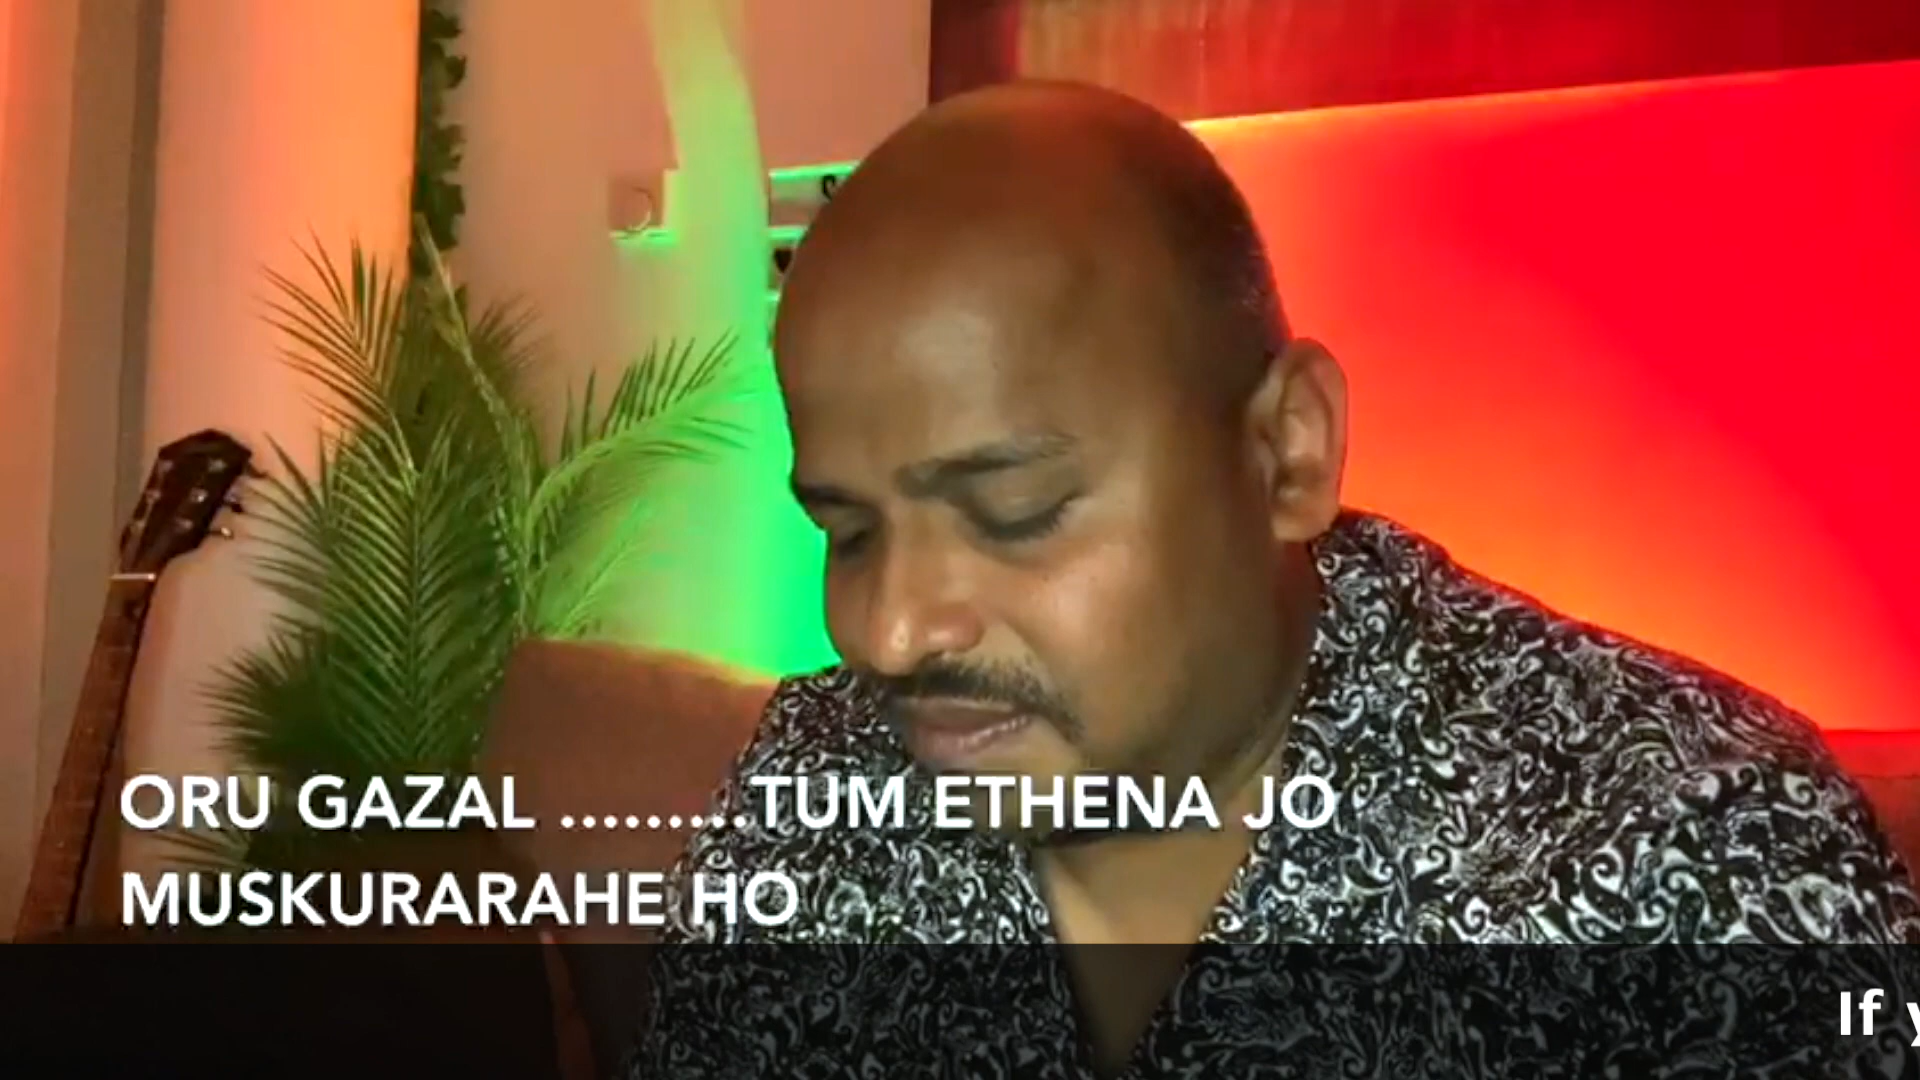 ORU GAZAL .........TUM ETHENA JO
MUSKURARAHE HO
If